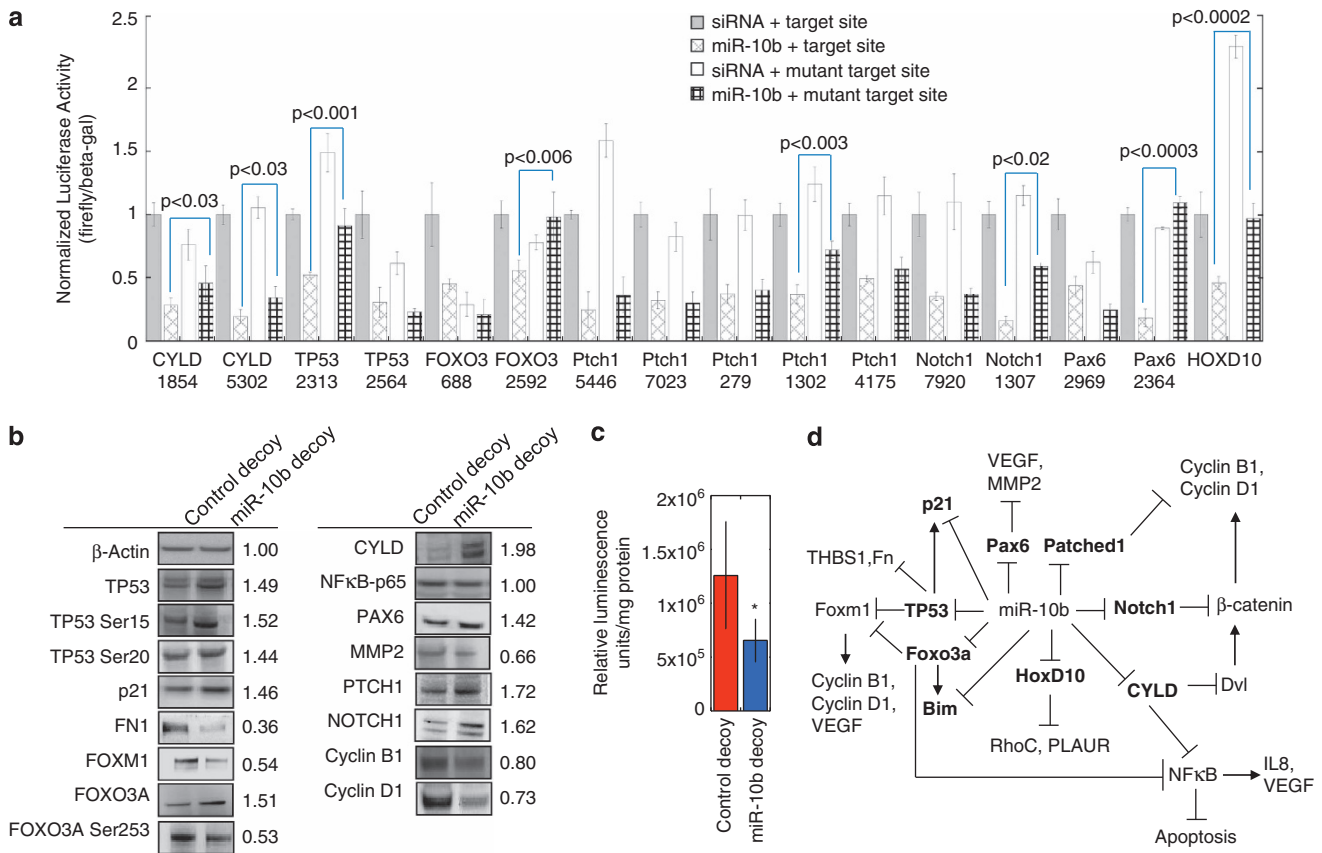 a
Normalized Luciferase Activity
(firefly/beta-gal)
2.5
2
1.5
1
0.5
0
siRNA + target site
miR-10b + target site
siRNA + mutant target site
miR-10b + mutant target site
p<0.03
p<0.03
p<0.001
p<0.006
p<0.003
p<0.02
p<0.0003
p<0.0002
CYLD CYLD TP53 TP53 FOXO3 FOXO3 Ptch1 Ptch1 Ptch1 Ptch1 Ptch1 Notch1 Notch1 Pax6 Pax6 HOXD10
1854 5302 2313 2564 688 2592 5446 7023 279 1302 4175 7920 1307 2969 2364
b
Control decoy
miR-10b decoy
β-Actin 1.00
TP53 1.49
TP53 Ser15 1.52
TP53 Ser20 1.44
p21 1.46
FN1 0.36
FOXM1 0.54
FOXO3A 1.51
FOXO3A Ser253 0.53
Control decoy
miR-10b decoy
CYLD 1.98
NFκB-p65 1.00
PAX6 1.42
MMP2 0.66
PTCH1 1.72
NOTCH1 1.62
Cyclin B1 0.80
Cyclin D1 0.73
c
Relative luminescence
units/mg protein
2x10⁶
1.5x10⁶
1x10⁶
5x10⁵
0
*
Control decoy
miR-10b decoy
d
VEGF,
MMP2
Cyclin B1,
Cyclin D1
p21
Pax6 Patched1
THBS1,Fn
Foxm1 TP53 miR-10b Notch1 β-catenin
Foxo3a
HoxD10 CYLD Dvl
Cyclin B1,
Cyclin D1,
VEGF
Bim
RhoC, PLAUR
NFκB
IL8,
VEGF
Apoptosis